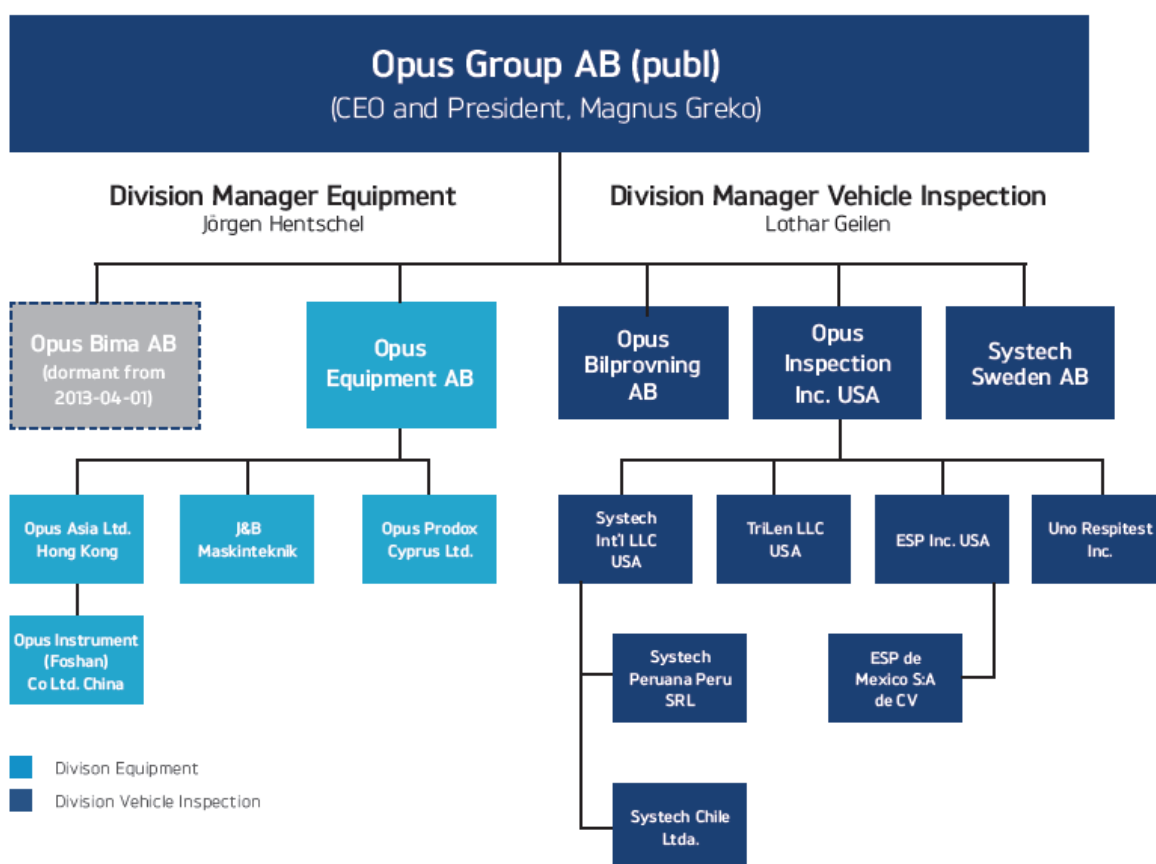 Opus Group AB (publ)
(CEO and President, Magnus Greko)
Division Manager Equipment
Jörgen Hentschel
Division Manager Vehicle Inspection
Lothar Geilen
Opus Bima AB
(dormant from
2013-04-01)
Opus
Equipment AB
Opus
Bilprovning
AB
Opus
Inspection
Inc. USA
Systech
Sweden AB
Opus Asia Ltd.
Hong Kong
J&B
Maskinteknik
Opus Prodox
Cyprus Ltd.
Systech
Int'l LLC
USA
TriLen LLC
USA
ESP Inc. USA
Uno Respitest
Inc.
Opus Instrument
(Foshan)
Co Ltd. China
Systech
Peruana Peru
SRL
ESP de
Mexico S:A
de CV
Systech Chile
Ltda.
Divison Equipment
Division Vehicle Inspection